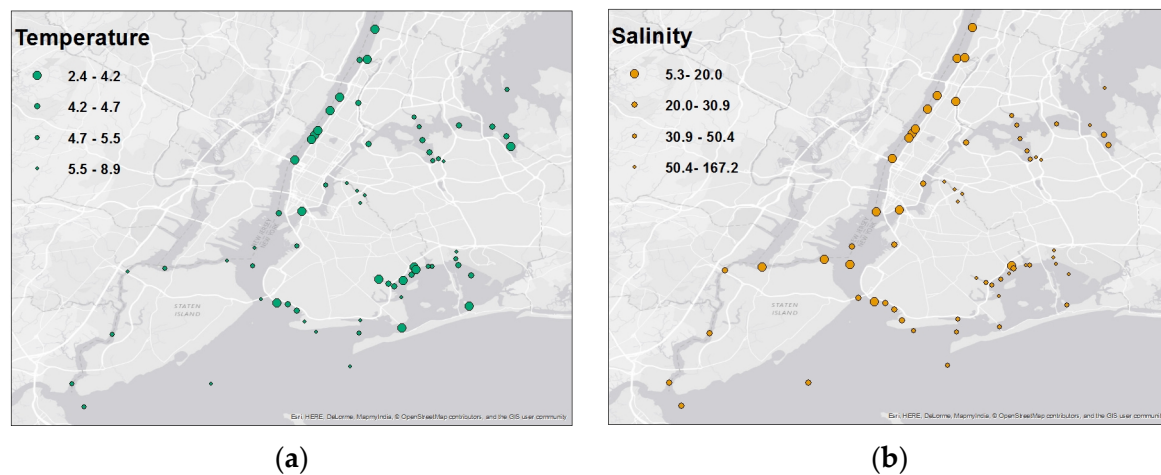 Temperature
2.4 - 4.2
4.2 - 4.7
4.7 - 5.5
5.5 - 8.9
STATEN
ISLAND
Esri, HERE, DeLorme, MapmyIndia, © OpenStreetMap contributors, and the GIS user community
(a)
Salinity
5.3- 20.0
20.0 - 30.9
30.9 - 50.4
50.4- 167.2
STATEN
ISLAND
Esri, HERE, DeLorme, MapmyIndia, © OpenStreetMap contributors, and the GIS user community
(b)